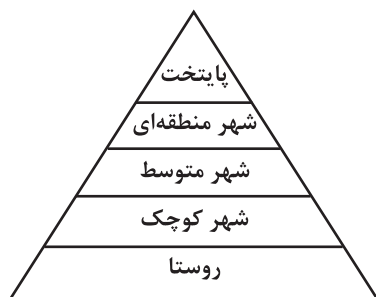 پایتخت
شهر منطقه‌ای
شهر متوسط
شهر کوچک
روستا